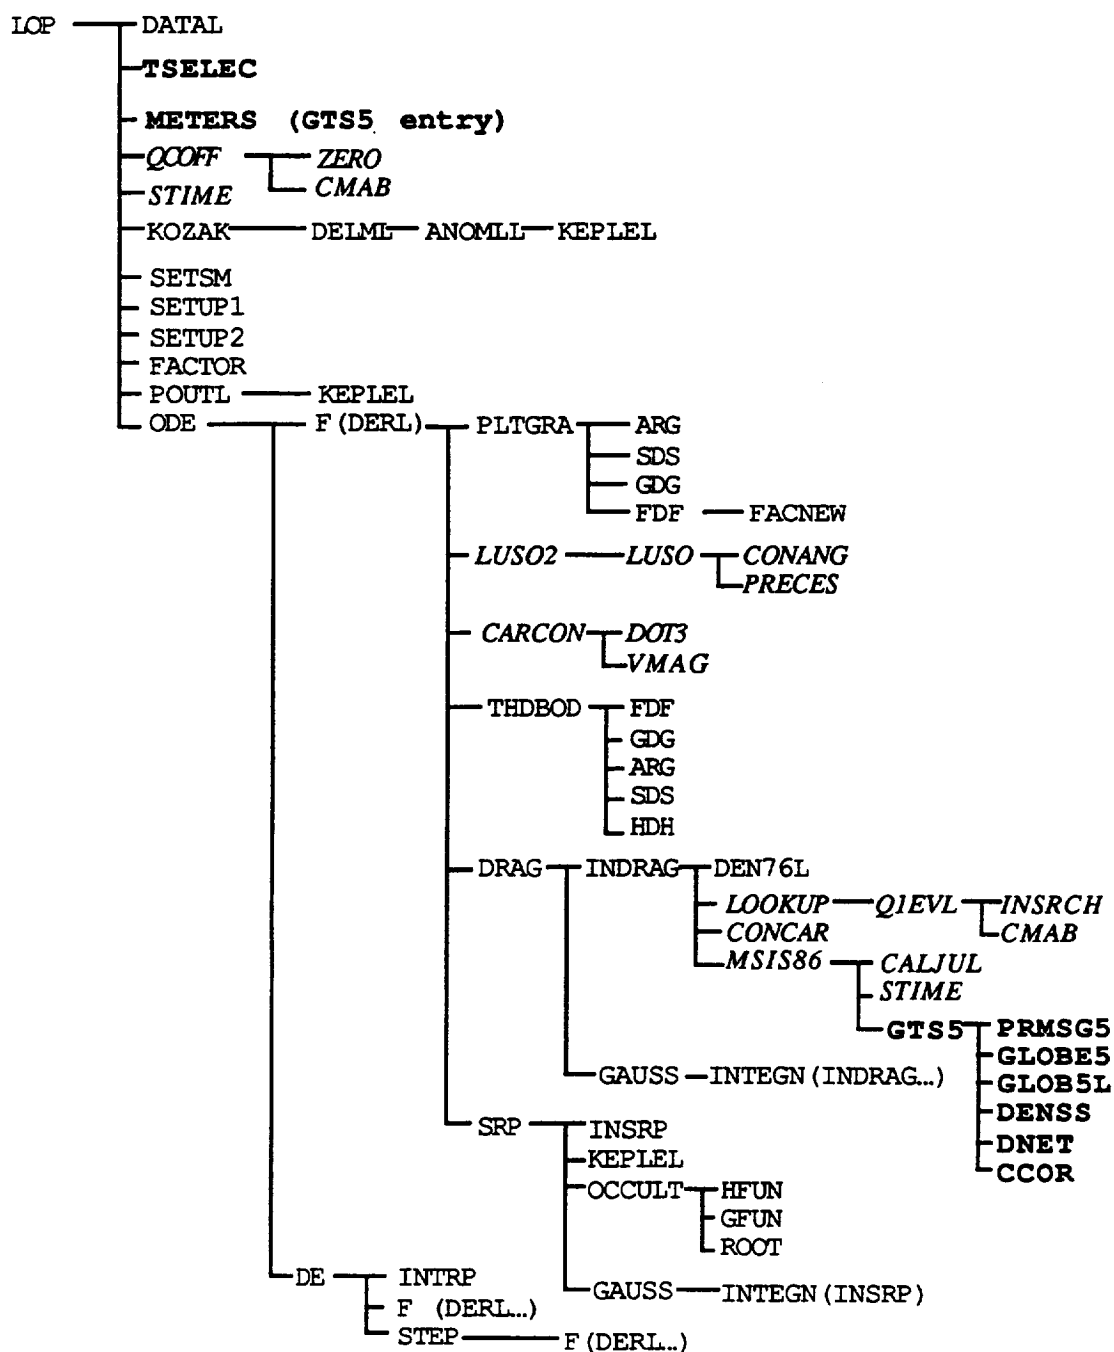 LOP DATAL
TSELEC
METERS (GTS5 entry)
QCOFF ZERO
CMAB
STIME
KOZAK DELML ANOMLL KEPLEL
SETSM
SETUP1
SETUP2
FACTOR
POUTL KEPLEL
ODE F (DERL) PLTGRA ARG
SDS
GDG
FDF FACNEW
LUSO2 LUSO CONANG
PRECES
CARCON DOT3
VMAG
THDBOD FDF
GDG
ARG
SDS
HDH
DRAG INDRAG DEN76L
LOOKUP Q1EVL INSRCH
CONCAR CMAB
MSIS86 CALJUL
STIME
GTS5 PRMSG5
GLOBE5
GAUSS INTEGN (INDRAG...) GLOB5L
DENSS
SRP INSRP DNET
KEPLEL CCOR
OCCULT HFUN
GFUN
ROOT
DE INTRP GAUSS INTEGN (INSRP)
F (DERL...)
STEP F (DERL...)